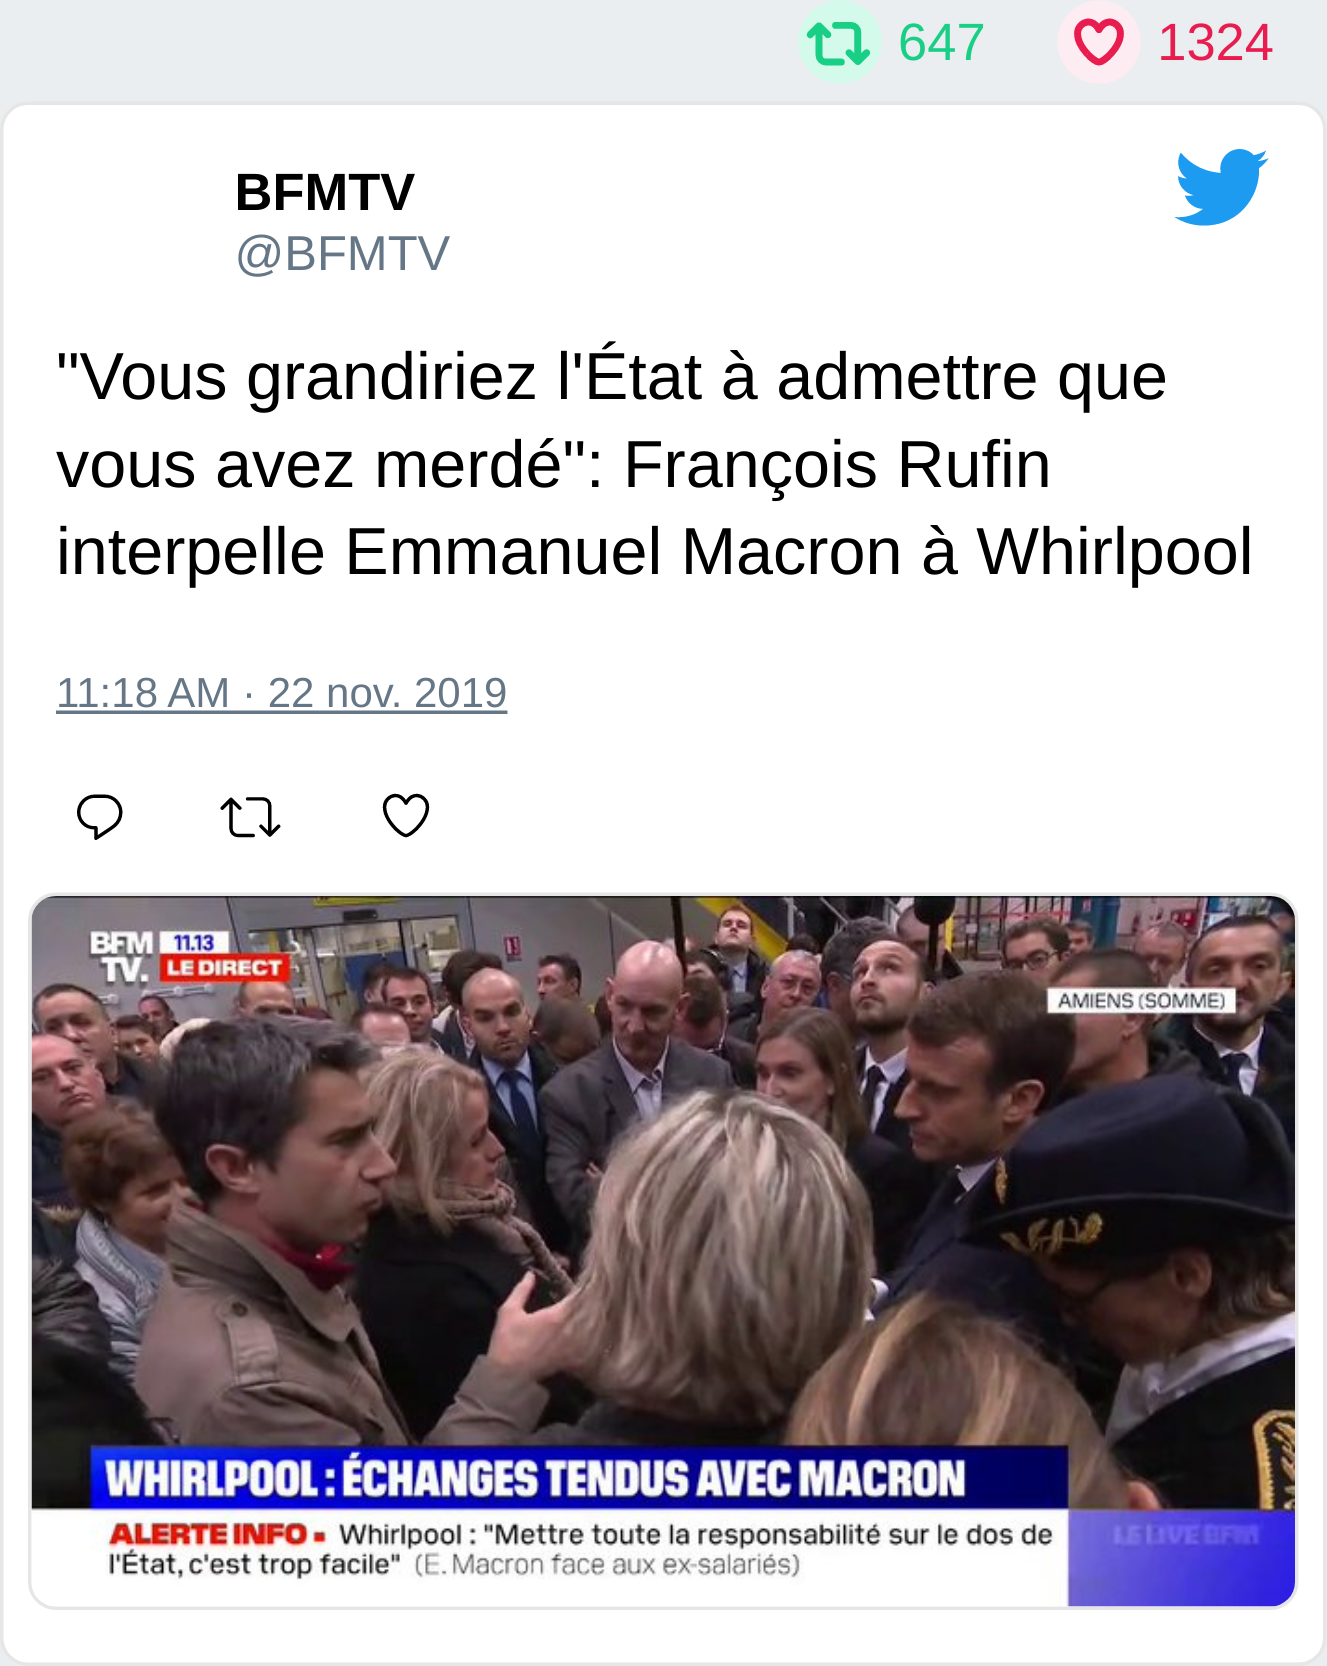 647 1324
BFMTV
@BFMTV
"Vous grandiriez l'État à admettre que
vous avez merdé": François Rufin
interpelle Emmanuel Macron à Whirlpool
11:18 AM · 22 nov. 2019
BFM 11.13
TV. LE DIRECT
AMIENS (SOMME)
WHIRLPOOL : ÉCHANGES TENDUS AVEC MACRON
ALERTE INFO ▪ Whirlpool : "Mettre toute la responsabilité sur le dos de
l'État, c'est trop facile" (E. Macron face aux ex-salariés)
LE LIVE BFM